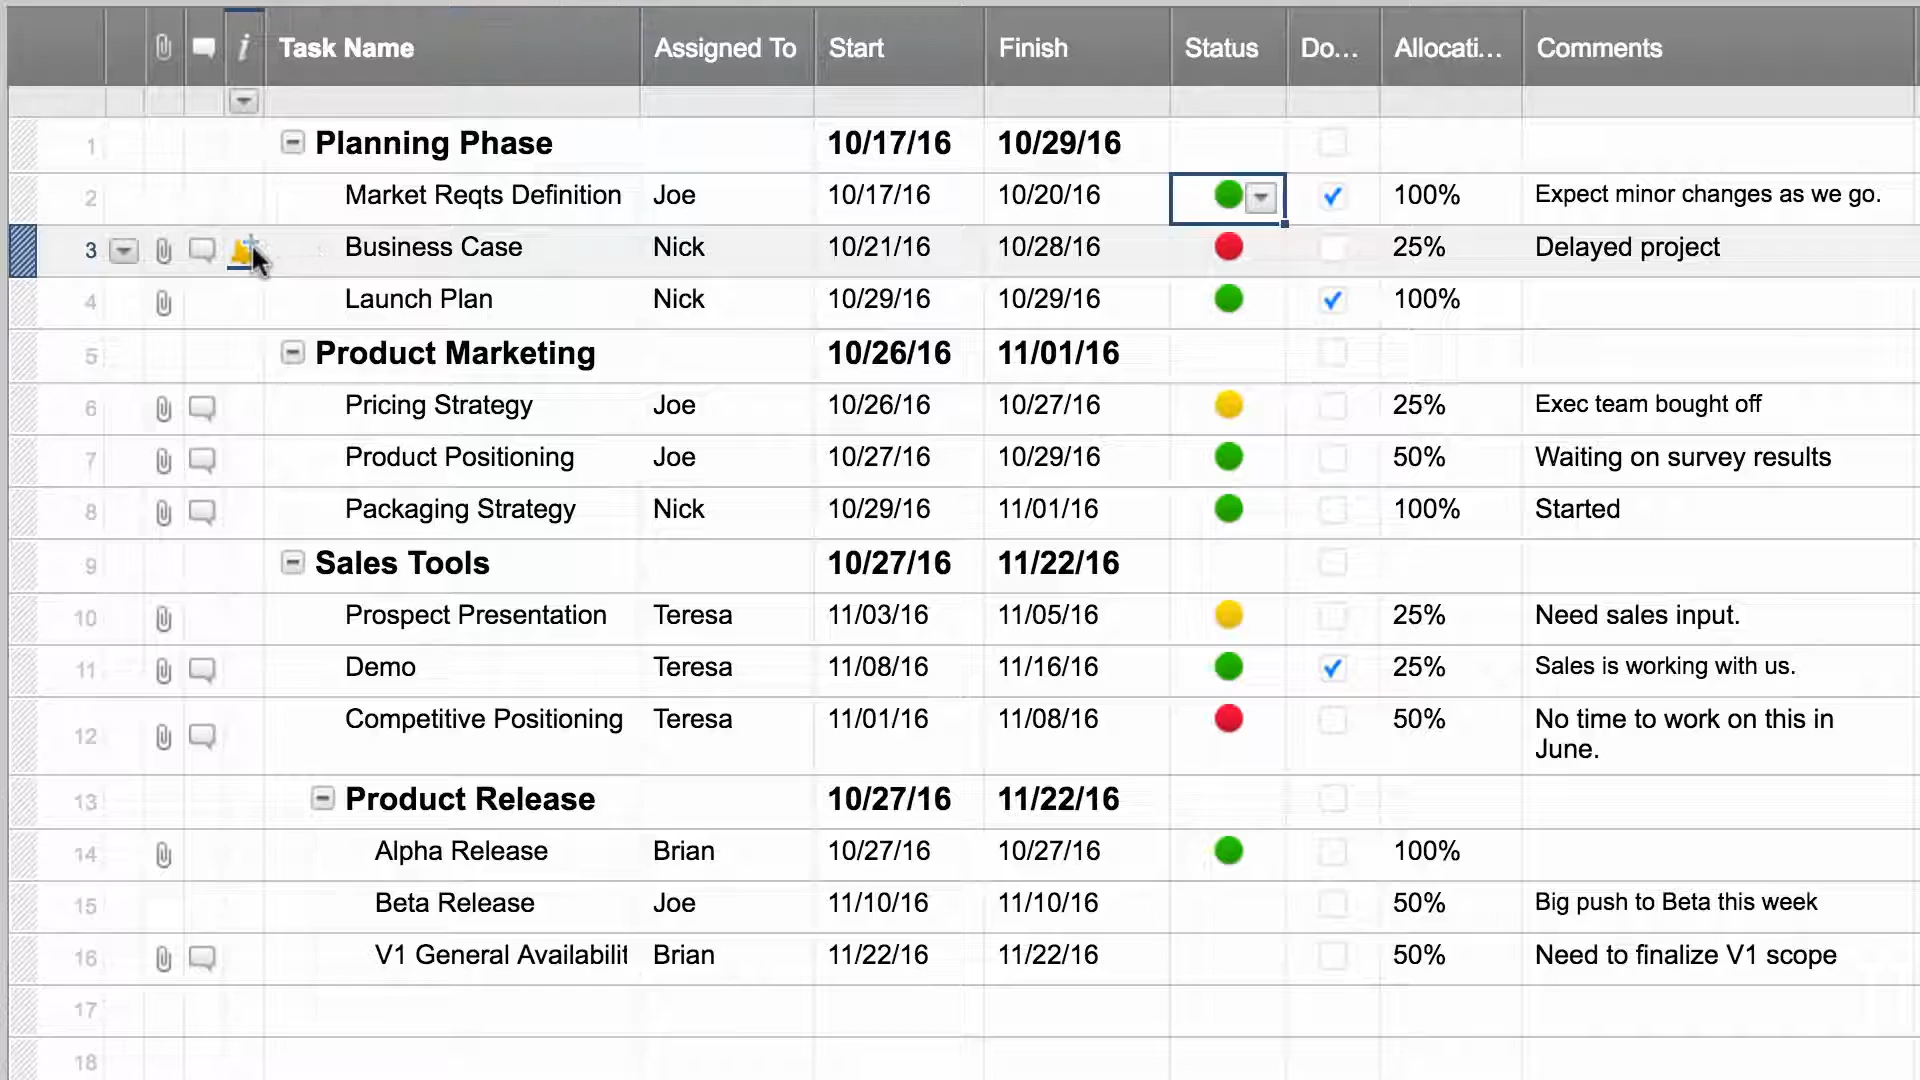 i Task Name Assigned To Start Finish Status Do... Allocati... Comments
1 Planning Phase 10/17/16 10/29/16
2 Market Reqts Definition Joe 10/17/16 10/20/16 100% Expect minor changes as we go.
3 Business Case Nick 10/21/16 10/28/16 25% Delayed project
4 Launch Plan Nick 10/29/16 10/29/16 100%
5 Product Marketing 10/26/16 11/01/16
6 Pricing Strategy Joe 10/26/16 10/27/16 25% Exec team bought off
7 Product Positioning Joe 10/27/16 10/29/16 50% Waiting on survey results
8 Packaging Strategy Nick 10/29/16 11/01/16 100% Started
9 Sales Tools 10/27/16 11/22/16
10 Prospect Presentation Teresa 11/03/16 11/05/16 25% Need sales input.
11 Demo Teresa 11/08/16 11/16/16 25% Sales is working with us.
12 Competitive Positioning Teresa 11/01/16 11/08/16 50% No time to work on this in
June.
13 Product Release 10/27/16 11/22/16
14 Alpha Release Brian 10/27/16 10/27/16 100%
15 Beta Release Joe 11/10/16 11/10/16 50% Big push to Beta this week
16 V1 General Availabilit Brian 11/22/16 11/22/16 50% Need to finalize V1 scope
17
18